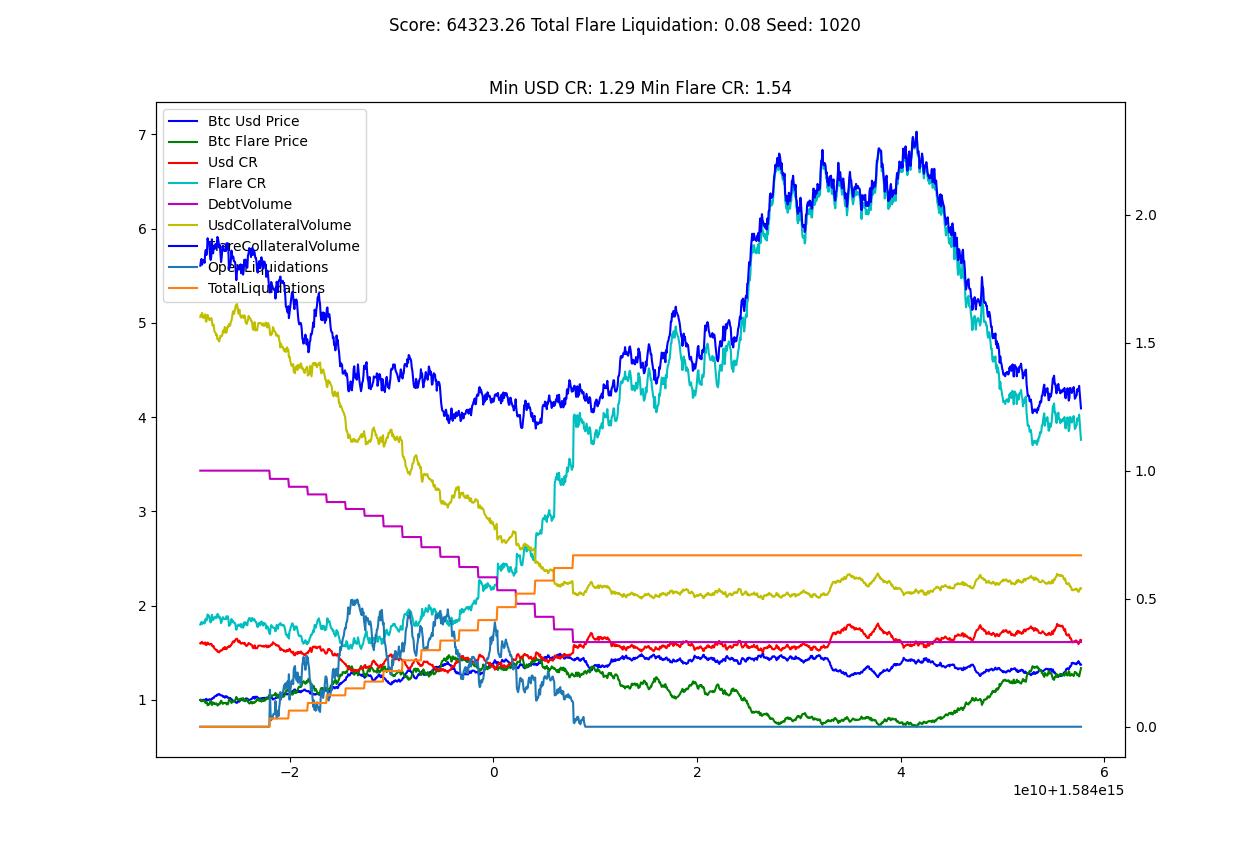 Score: 64323.26 Total Flare Liquidation: 0.08 Seed: 1020
Min USD CR: 1.29 Min Flare CR: 1.54
Btc Usd Price
Btc Flare Price
Usd CR
Flare CR
DebtVolume
UsdCollateralVolume
FlareCollateralVolume
OpenLiquidations
TotalLiquidations
7
6
5
4
3
2
1
2.0
1.5
1.0
0.5
0.0
−2
0
2
4
6
1e10+1.584e15